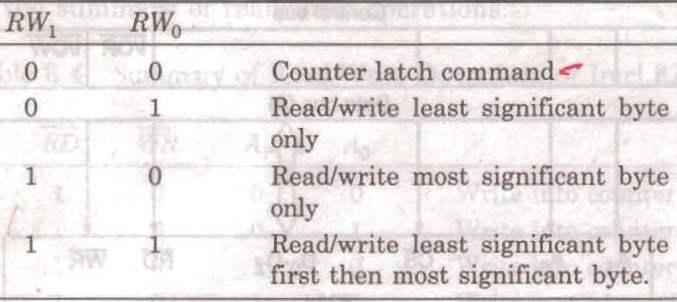 RW₁ RW₀
0 0 Counter latch command
0 1 Read/write least significant byte
only
1 0 Read/write most significant byte
only
1 1 Read/write least significant byte
first then most significant byte.